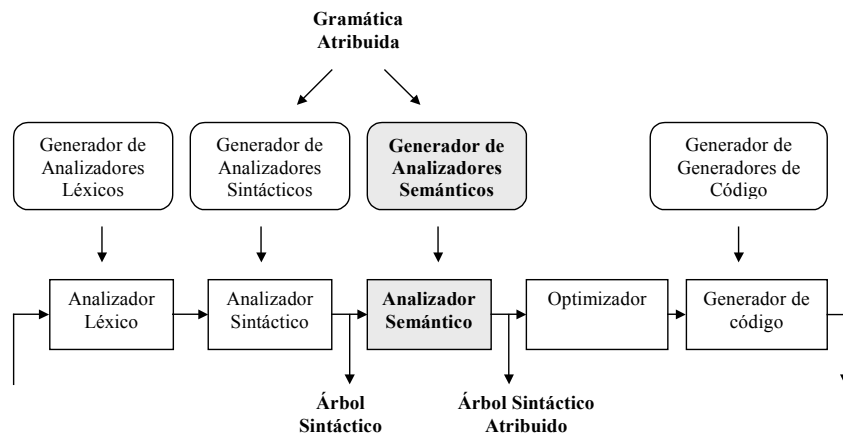 Gramática
Atribuida
Generador de
Analizadores
Léxicos
Generador de
Analizadores
Sintácticos
Generador de
Analizadores
Semánticos
Generador de
Generadores de
Código
Analizador
Léxico
Analizador
Sintáctico
Analizador
Semántico
Optimizador
Generador de
código
Árbol
Sintáctico
Árbol Sintáctico
Atribuido